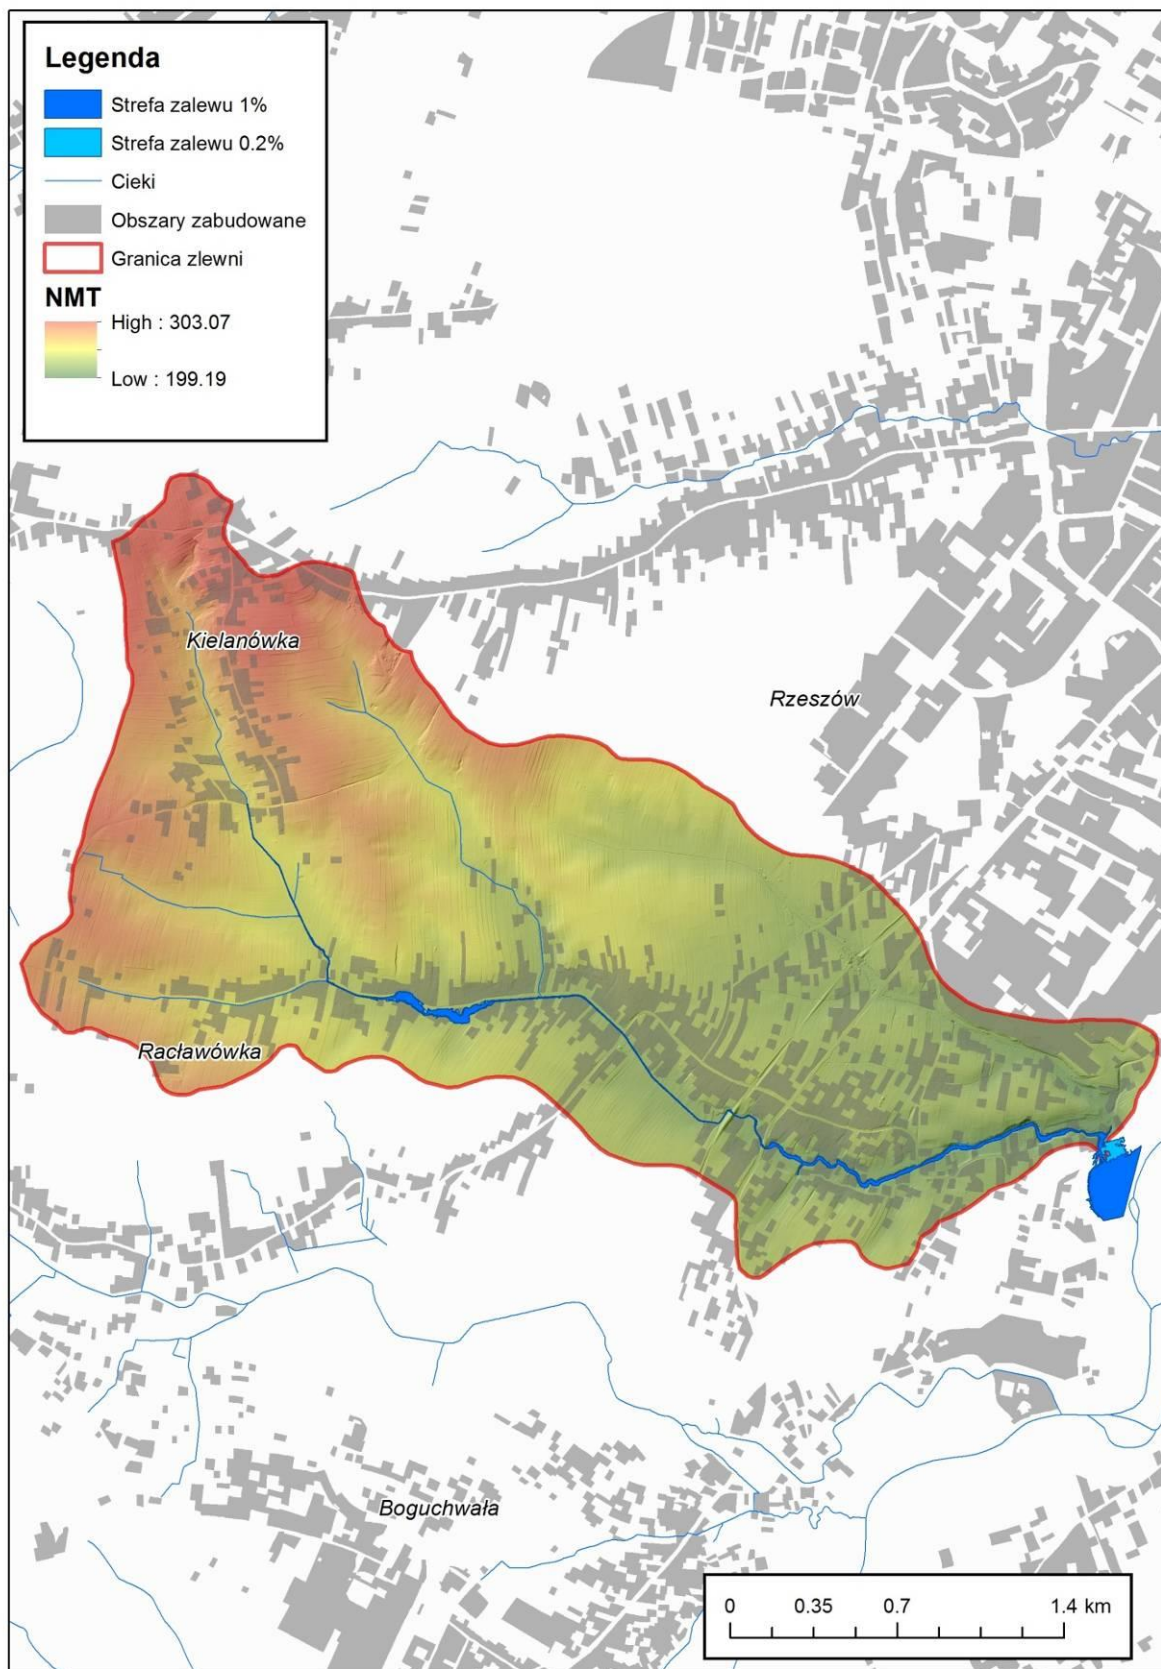 Legenda
Strefa zalewu 1%
Strefa zalewu 0.2%
Cieki
Obszary zabudowane
Granica zlewni
NMT
High : 303.07
Low : 199.19
Kielanówka
Rzeszów
Racławówka
Boguchwała
0 0.35 0.7 1.4 km